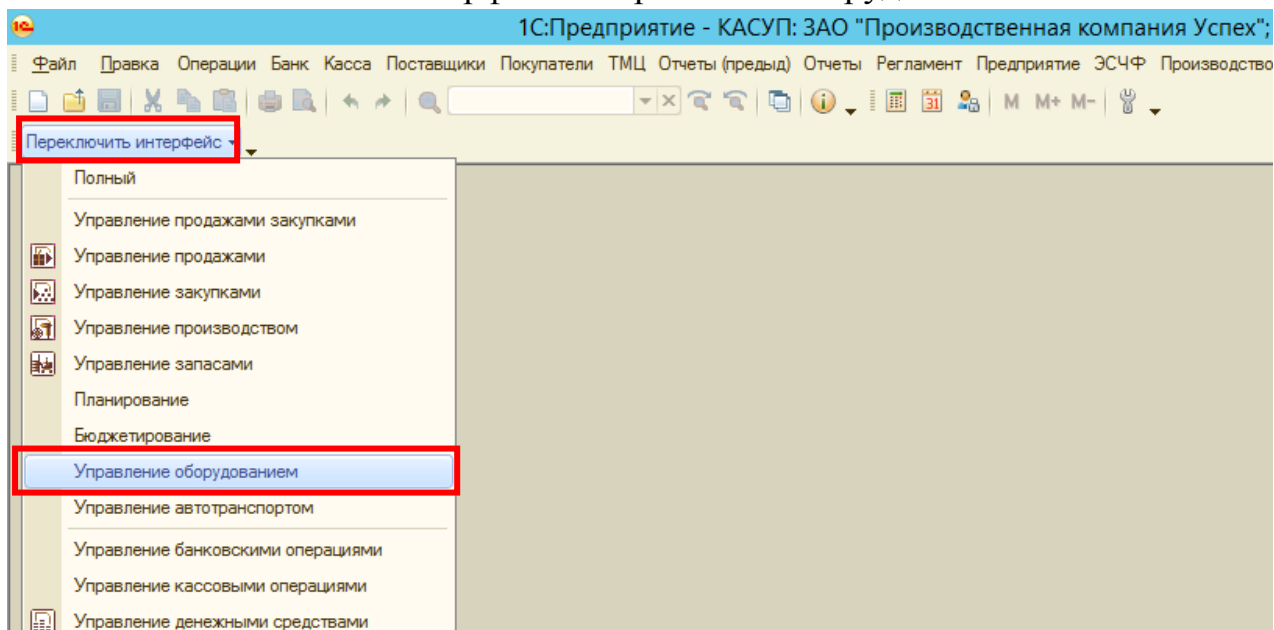 1С:Предприятие - КАСУП: ЗАО "Производственная компания Успех";
Файл Правка Операции Банк Касса Поставщики Покупатели ТМЦ Отчеты (предыд) Отчеты Регламент Предприятие ЭСЧФ Производство
31 M M+ M-
Переключить интерфейс
Полный
Управление продажами закупками
Управление продажами
Управление закупками
Управление производством
Управление запасами
Планирование
Бюджетирование
Управление оборудованием
Управление автотранспортом
Управление банковскими операциями
Управление кассовыми операциями
Управление денежными средствами